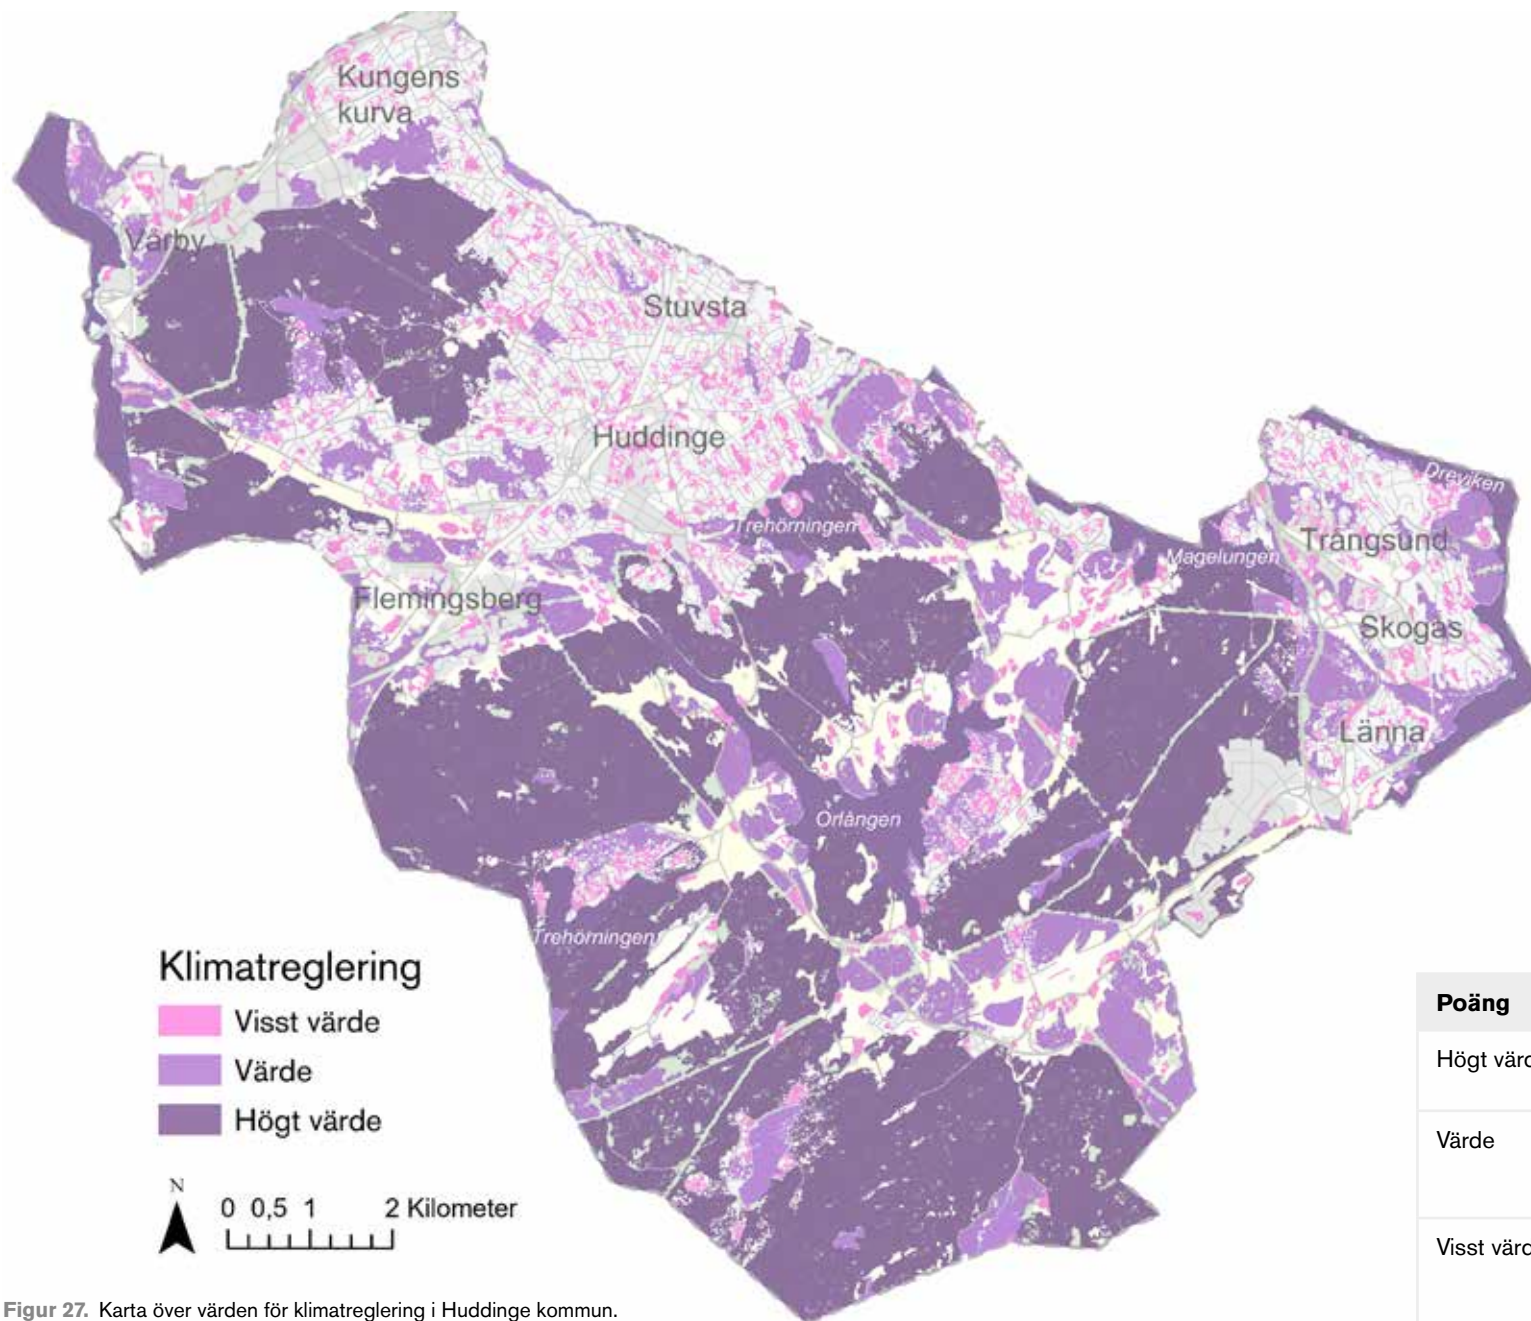 Kungens
kurva
Vårby
Stuvsta
Huddinge
Drevviken
Trehörningen
Magelungen
Trångsund
Flemingsberg
Skogås
Länna
Orlången
Trehörningen
Klimatreglering
Visst värde
Värde
Högt värde
N
0 0,5 1 2 Kilometer
Poäng
Högt värd
Värde
Visst värd
Figur 27. Karta över värden för klimatreglering i Huddinge kommun.